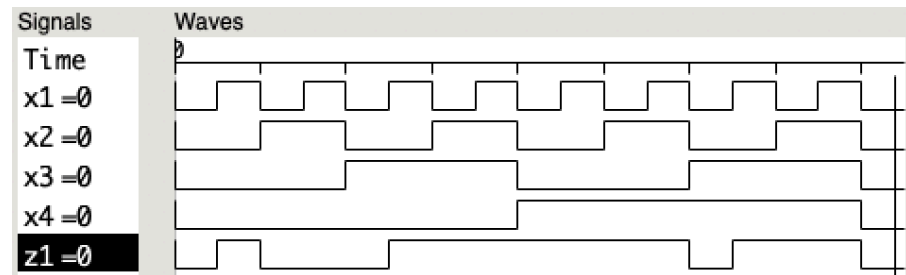 Signals Waves
Time 0
x1 =0
x2 =0
x3 =0
x4 =0
z1 =0